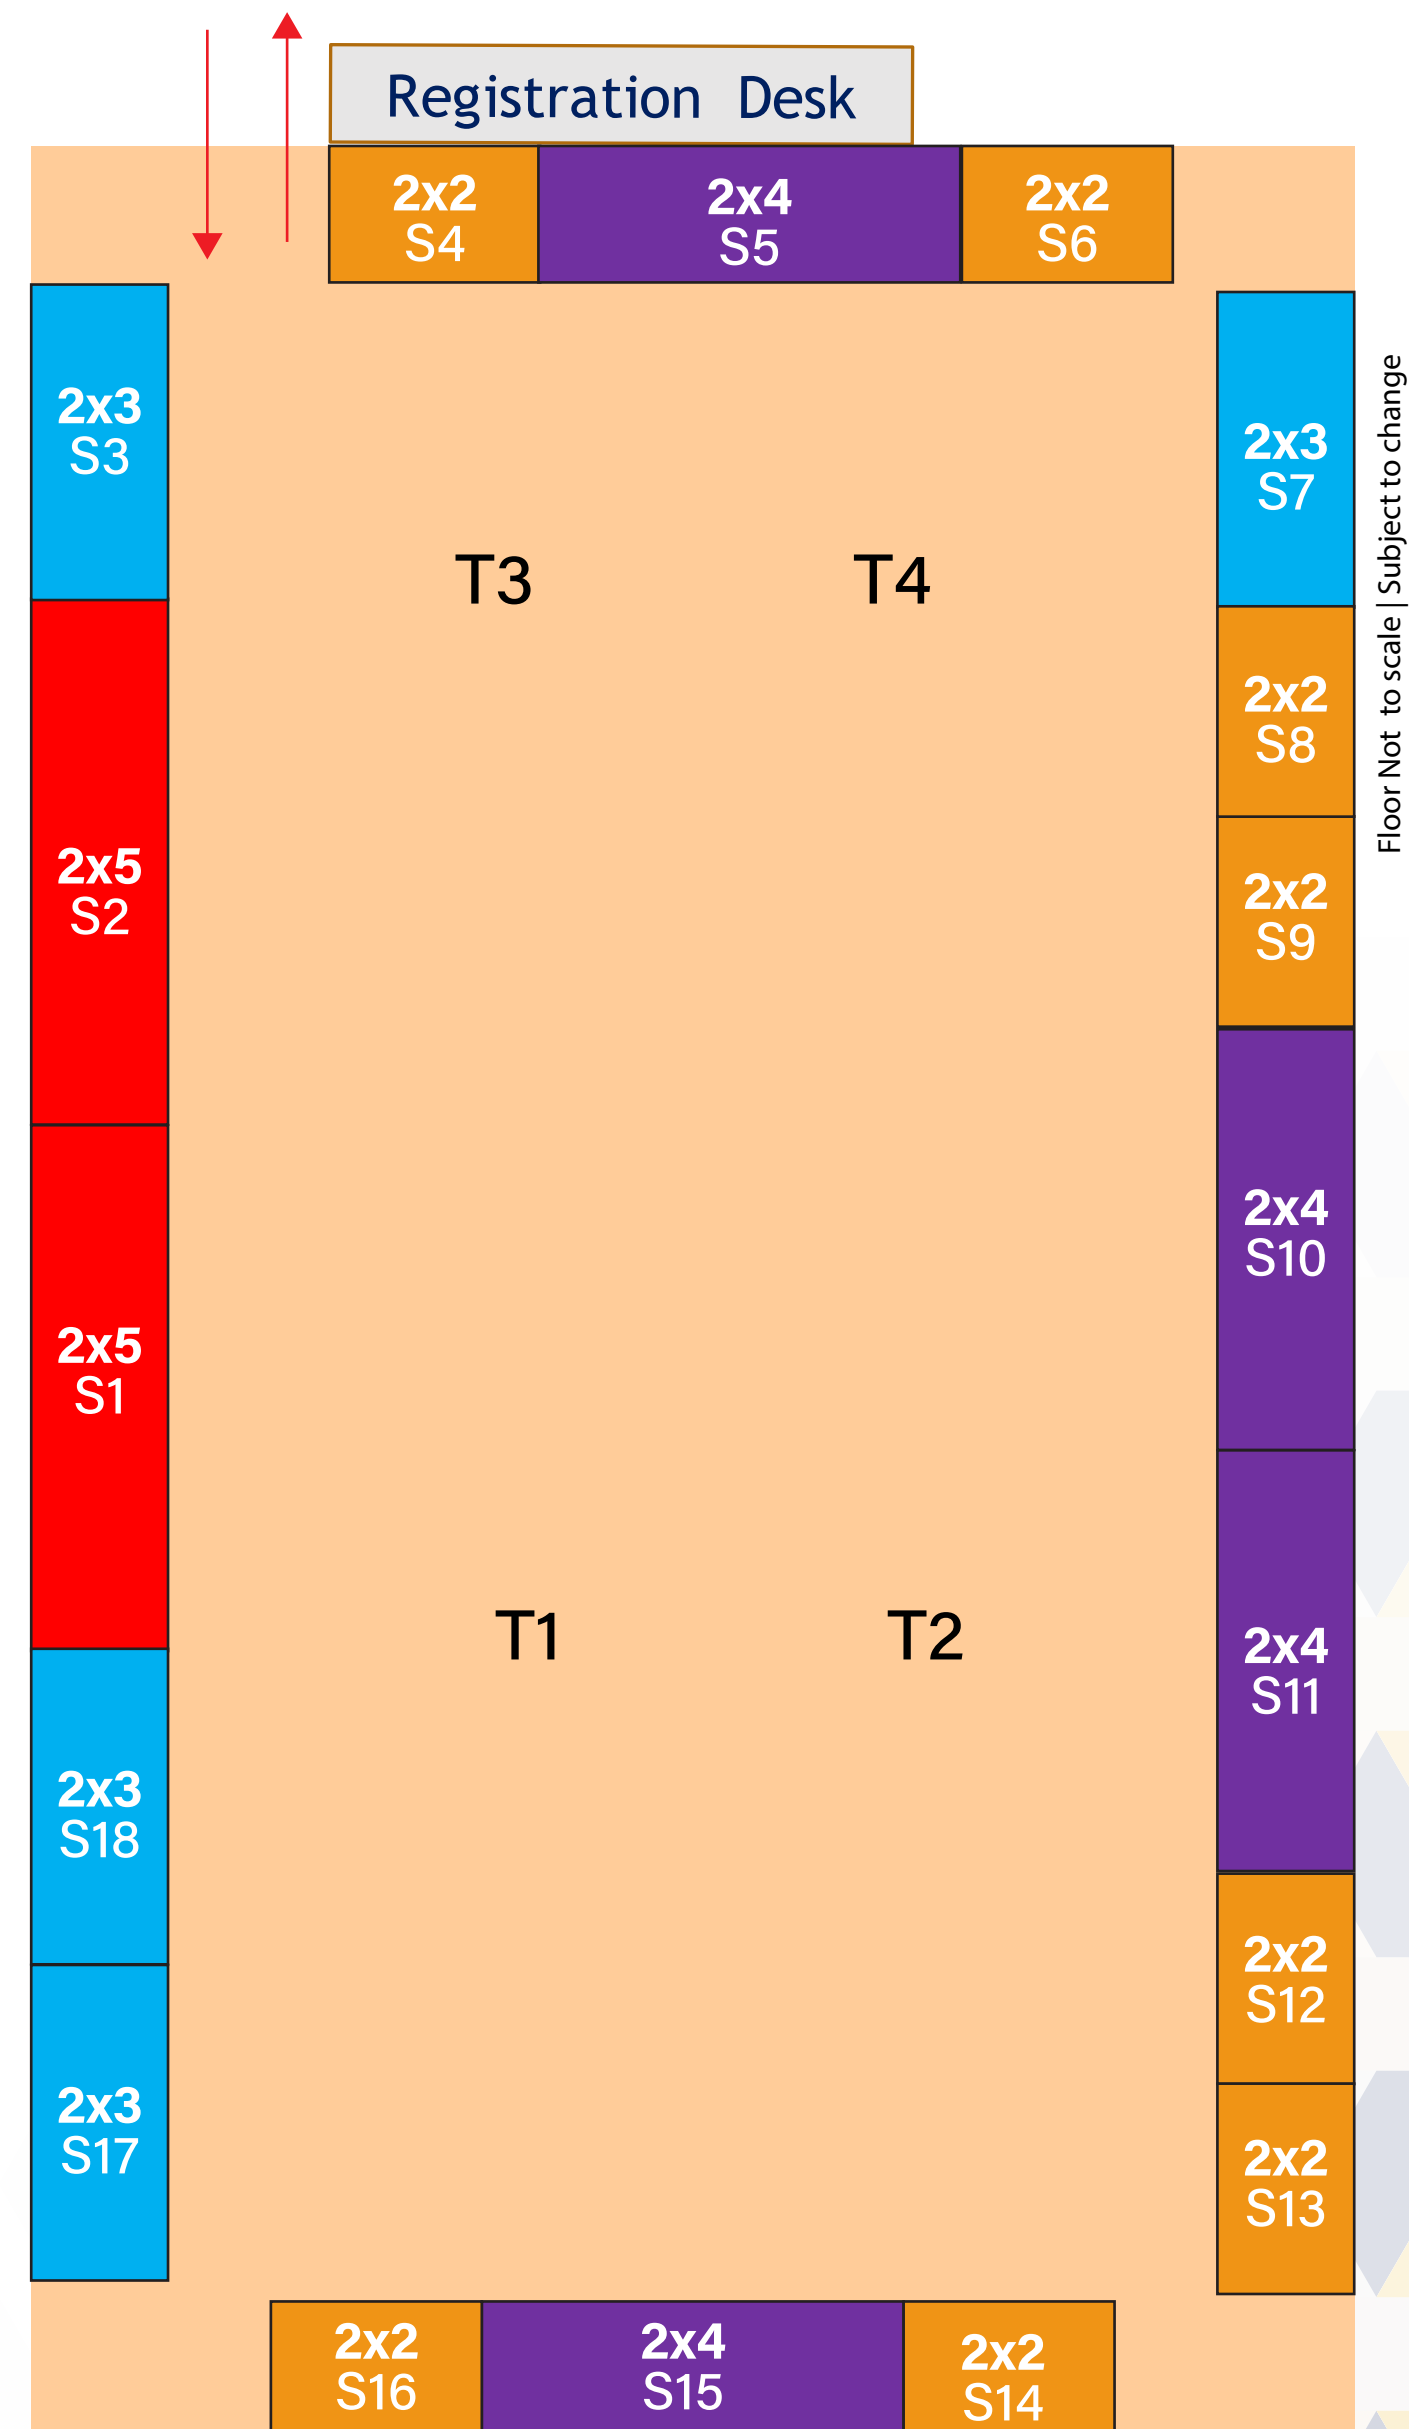 Registration Desk
2x2
S4
2x4
S5
2x2
S6
2x3
S3
2x3
S7
Floor Not to scale | Subject to change
T3
T4
2x2
S8
2x5
S2
2x2
S9
2x4
S10
2x5
S1
T1
T2
2x4
S11
2x3
S18
2x2
S12
2x3
S17
2x2
S13
2x2
S16
2x4
S15
2x2
S14